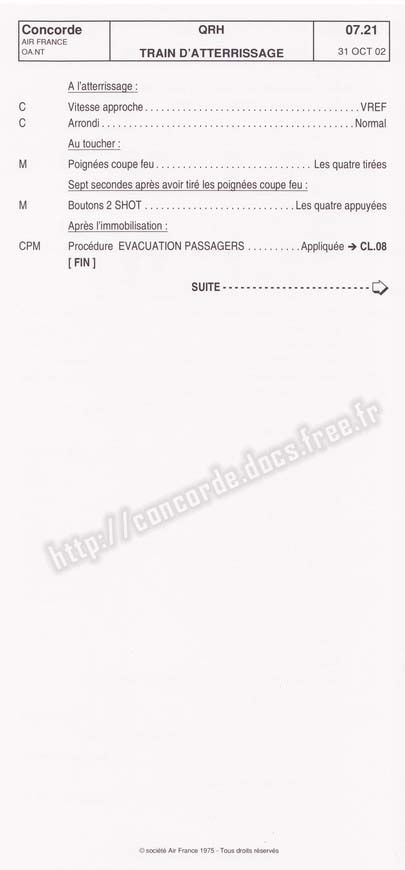 Concorde QRH 07.21
AIR FRANCE
OA.NT TRAIN D'ATTERRISSAGE 31 OCT 02
A l'atterrissage :
C Vitesse approche . . . . . . . . . . . . . . . . . . . . . . . . . . . . . . . . . . . . . . VREF
C Arrondi . . . . . . . . . . . . . . . . . . . . . . . . . . . . . . . . . . . . . . . . . . . . Normal
Au toucher :
M Poignées coupe feu . . . . . . . . . . . . . . . . . . . . . . . . . . . . Les quatre tirées
Sept secondes après avoir tiré les poignées coupe feu :
M Boutons 2 SHOT . . . . . . . . . . . . . . . . . . . . . . . . . . . Les quatre appuyées
Après l'immobilisation :
CPM Procédure EVACUATION PASSAGERS . . . . . . . . . . Appliquée ➔ CL.08
[ FIN ]
SUITE - - - - - - - - - - - - - - - - - - - - - - - - -
http://concorde.docs.free.fr
© société Air France 1975 - Tous droits réservés